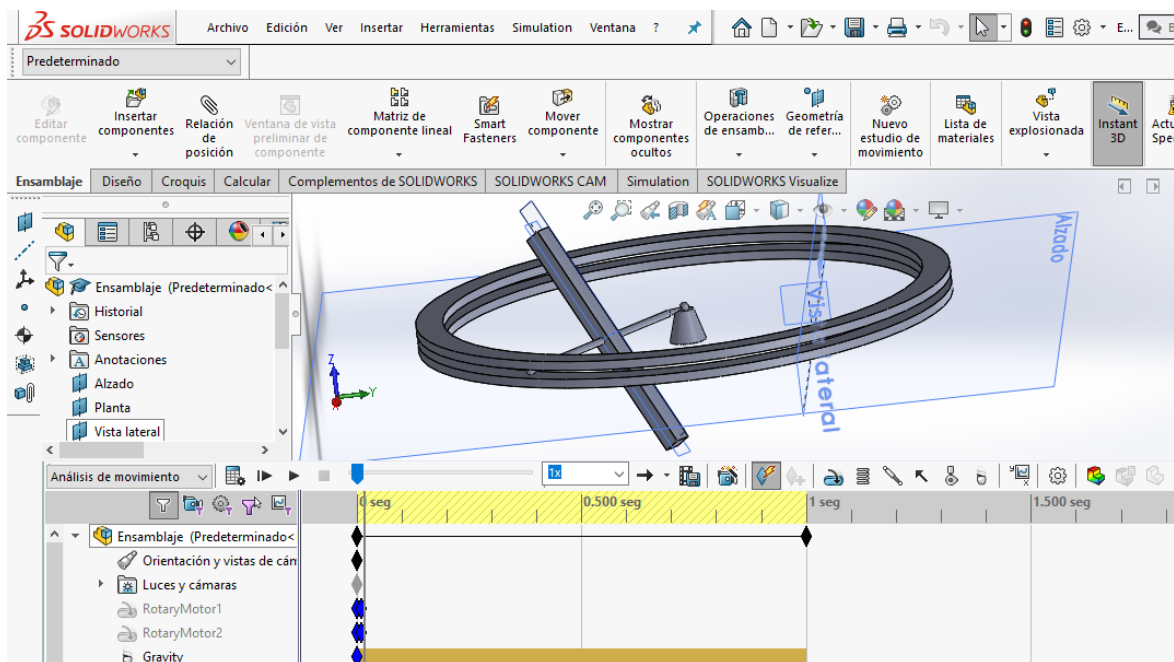 SOLIDWORKS
Archivo Edición Ver Insertar Herramientas Simulation Ventana ?
E...
Predeterminado
Editar componente
Insertar componentes
Relación de posición
Ventana de vista preliminar de componente
Matriz de componente lineal
Smart Fasteners
Mover componente
Mostrar componentes ocultos
Operaciones de ensamb...
Geometría de refer...
Nuevo estudio de movimiento
Lista de materiales
Vista explosionada
Instant 3D
Actu
Spee
Ensamblaje Diseño Croquis Calcular Complementos de SOLIDWORKS SOLIDWORKS CAM Simulation SOLIDWORKS Visualize
Ensamblaje (Predeterminado<
Historial
Sensores
Anotaciones
Alzado
Planta
Vista lateral
Alzado
Vista lateral
Z
Y
Análisis de movimiento
1x
0 seg 0.500 seg 1 seg 1.500 seg
Ensamblaje (Predeterminado<
Orientación y vistas de cám
Luces y cámaras
RotaryMotor1
RotaryMotor2
Gravity